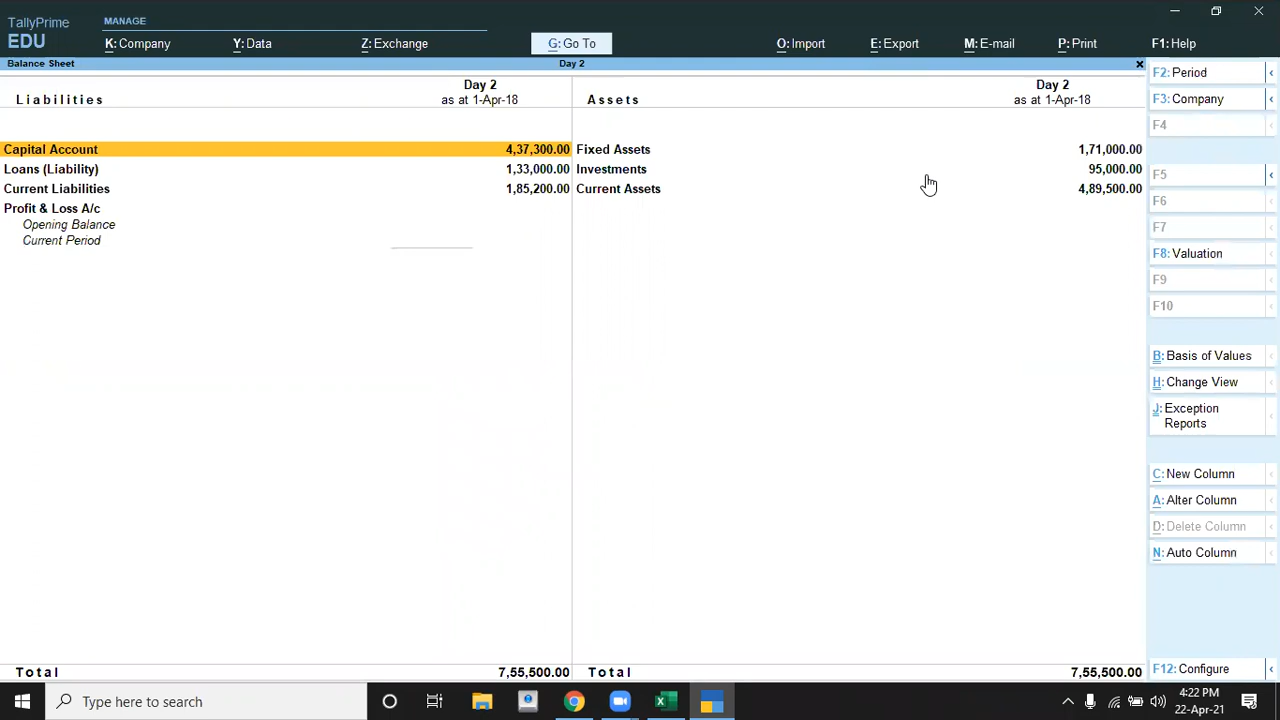 TallyPrime
EDU
MANAGE
K: Company
Y: Data
Z: Exchange
G: Go To
O: Import
E: Export
M: E-mail
P: Print
F1: Help
Balance Sheet
Day 2
Liabilities
Day 2
as at 1-Apr-18
Assets
Day 2
as at 1-Apr-18
Capital Account 4,37,300.00
Loans (Liability) 1,33,000.00
Current Liabilities 1,85,200.00
Profit & Loss A/c
Opening Balance
Current Period
Fixed Assets 1,71,000.00
Investments 95,000.00
Current Assets 4,89,500.00
Total 7,55,500.00
Total 7,55,500.00
F2: Period
F3: Company
F4
F5
F6
F7
F8: Valuation
F9
F10
B: Basis of Values
H: Change View
J: Exception
Reports
C: New Column
A: Alter Column
D: Delete Column
N: Auto Column
F12: Configure
Type here to search
4:22 PM
22-Apr-21